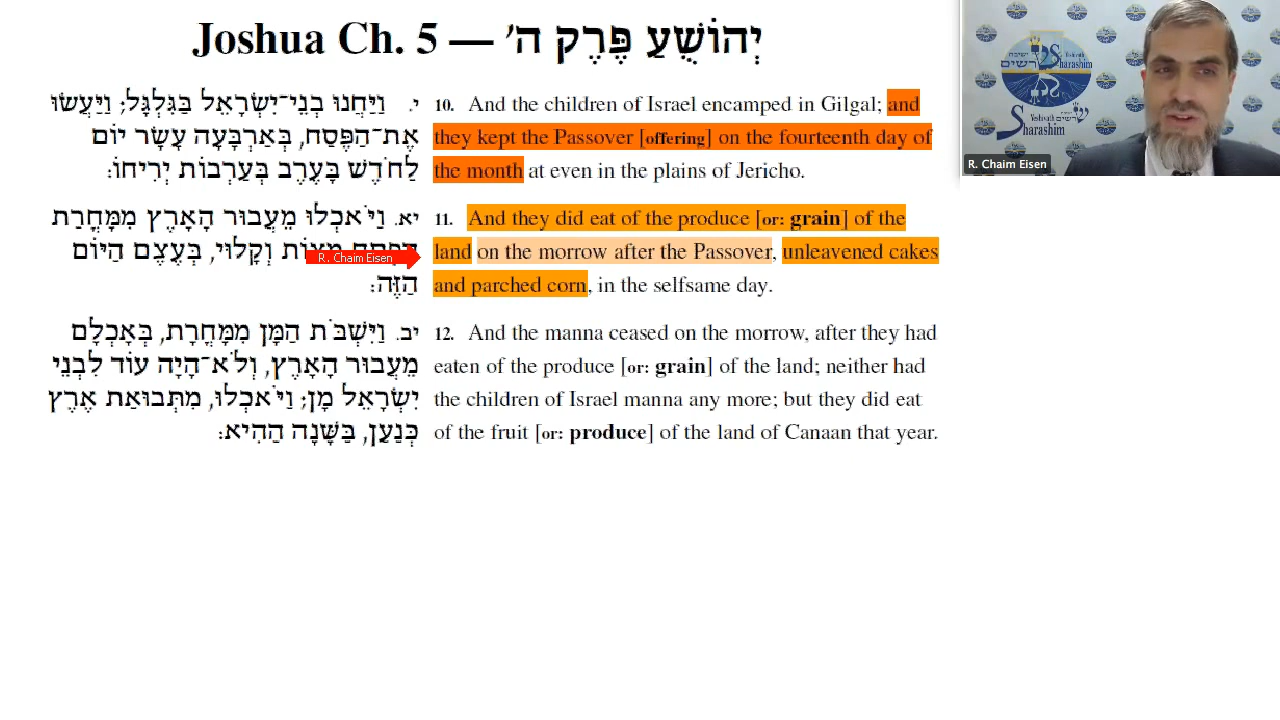 Joshua Ch. 5 — יְהוֹשֻׁעַ פֶּרֶק ה׳
י. וַיַּחֲנוּ בְנֵי־יִשְׂרָאֵל בַּגִּלְגָּל; וַיַּעֲשׂוּ
אֶת־הַפֶּסַח, בְּאַרְבָּעָה עָשָׂר יוֹם
לַחֹדֶשׁ בָּעֶרֶב בְּעַרְבוֹת יְרִיחוֹ:
10. And the children of Israel encamped in Gilgal; and
they kept the Passover [offering] on the fourteenth day of
the month at even in the plains of Jericho.
יא. וַיֹּאכְלוּ מֵעֲבוּר הָאָרֶץ מִמָּחֳרַת
מַצּוֹת וְקָלוּי, בְּעֶצֶם הַיּוֹם
הַזֶּה:
11. And they did eat of the produce [or: grain] of the
land on the morrow after the Passover, unleavened cakes
and parched corn, in the selfsame day.
יב. וַיִּשְׁבֹּת הַמָּן מִמָּחֳרָת, בְּאָכְלָם
מֵעֲבוּר הָאָרֶץ, וְלֹא־הָיָה עוֹד לִבְנֵי
יִשְׂרָאֵל מָן; וַיֹּאכְלוּ, מִתְּבוּאַת אֶרֶץ
כְּנַעַן, בַּשָּׁנָה הַהִיא:
12. And the manna ceased on the morrow, after they had
eaten of the produce [or: grain] of the land; neither had
the children of Israel manna any more; but they did eat
of the fruit [or: produce] of the land of Canaan that year.
R. Chaim Eisen
ישיבת
שרשים
Yeshivath
Sharashim
Yeshivath
Sharashim
שרשים
R. Chaim Eisen